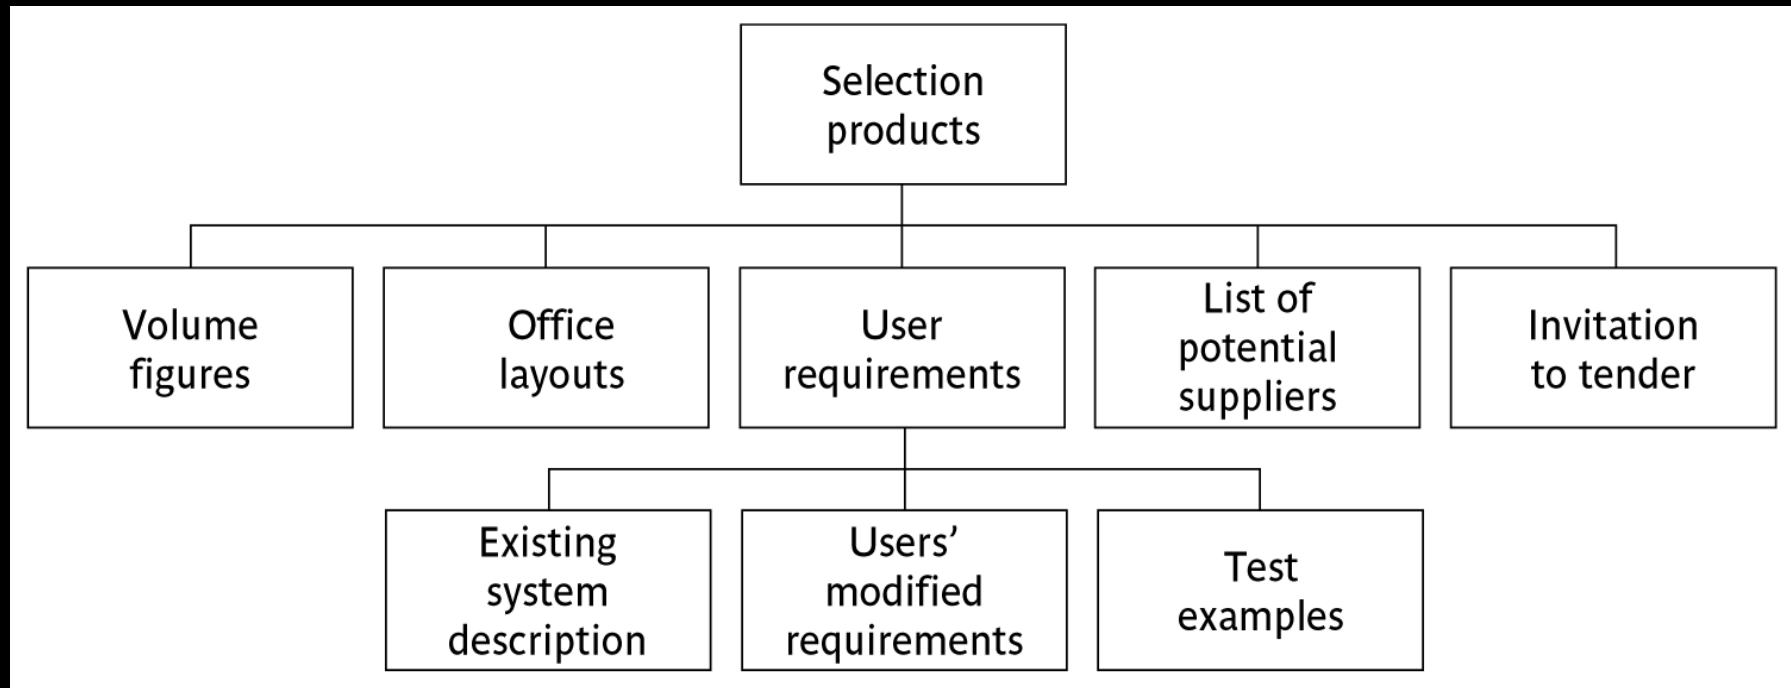 Selection
products
Volume
figures
Office
layouts
User
requirements
List of
potential
suppliers
Invitation
to tender
Existing
system
description
Users’
modified
requirements
Test
examples